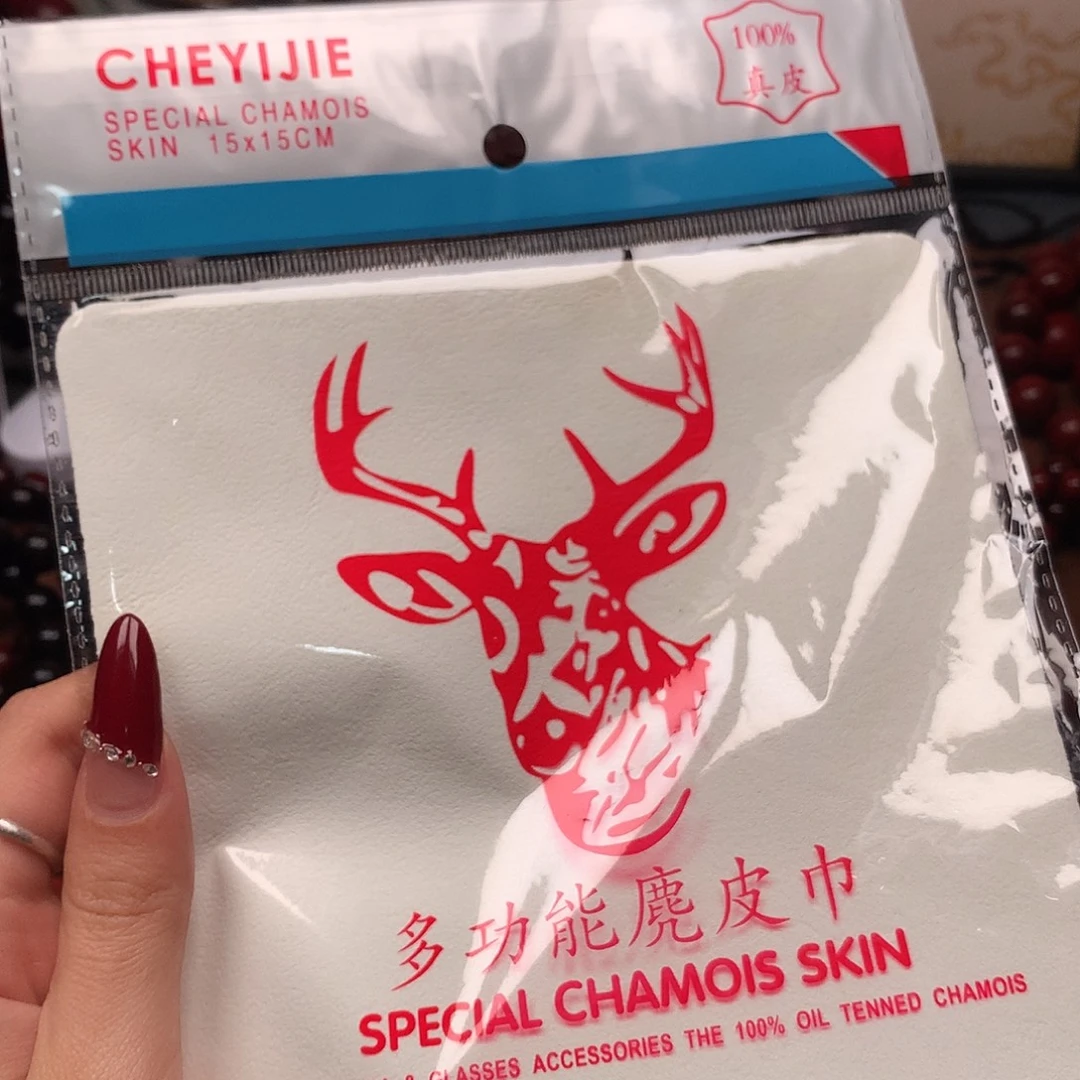 CHEYIJIE
SPECIAL CHAMOIS
SKIN 15x15CM
100%
真皮
多功能麂皮巾
SPECIAL CHAMOIS SKIN
& GLASSES ACCESSORIES THE 100% OIL TENNED CHAMOIS